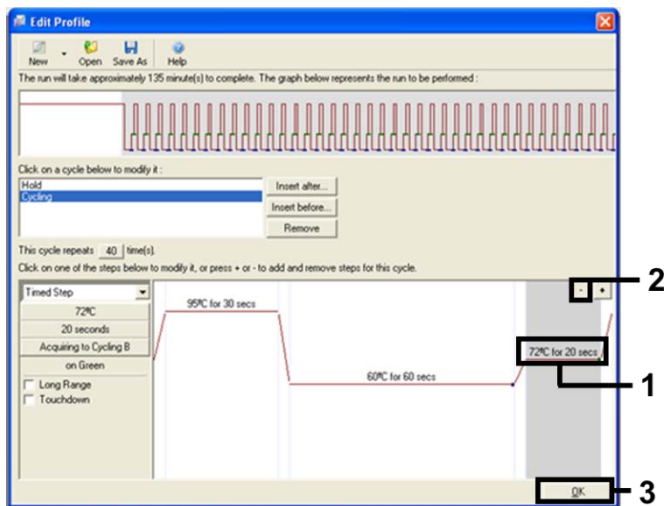 Edit Profile
New Open Save As Help
The run will take approximately 135 minute(s) to complete. The graph below represents the run to be performed :
Click on a cycle below to modify it :
Hold
Cycling
Insert after...
Insert before...
Remove
This cycle repeats 40 time(s).
Click on one of the steps below to modify it, or press + or - to add and remove steps for this cycle.
Timed Step
72ºC
20 seconds
Acquiring to Cycling B
on Green
Long Range
Touchdown
95ºC for 30 secs
60ºC for 60 secs
72ºC for 20 secs
- +
2
1
OK
3